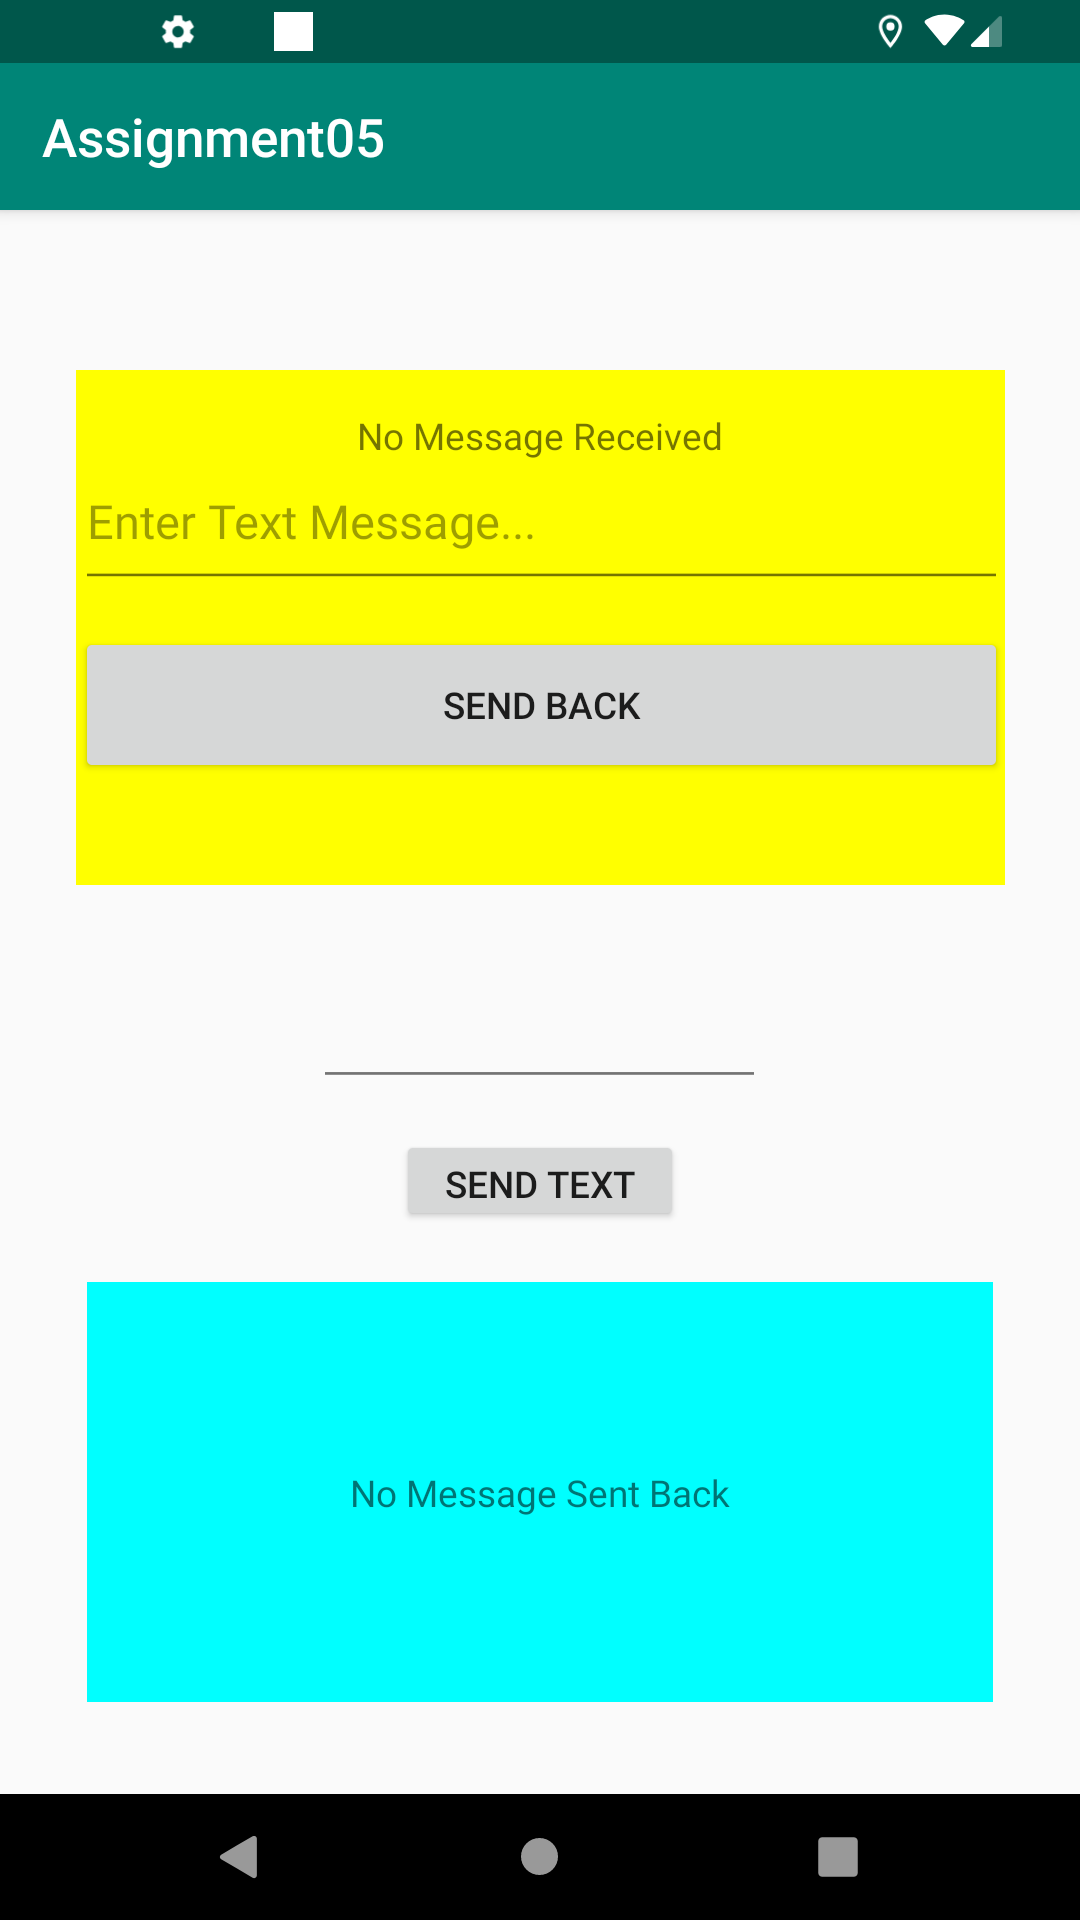 Assignment05
No Message Received
Enter Text Message...
SEND BACK
SEND TEXT
No Message Sent Back